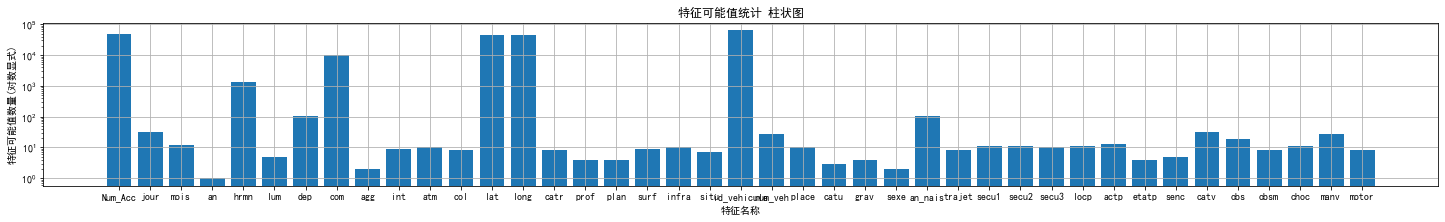 特征可能值统计 柱状图
特征可能值数量(对数显式)
10⁵
10⁴
10³
10²
10¹
10⁰
Num_Acc jour mois an hrmn lum dep com agg int atm col lat long catr prof plan surf infra situ id_vehicule num_veh place catu grav sexe an_nais trajet secu1 secu2 secu3 locp actp etatp senc catv obs obsm choc manv motor
特征名称